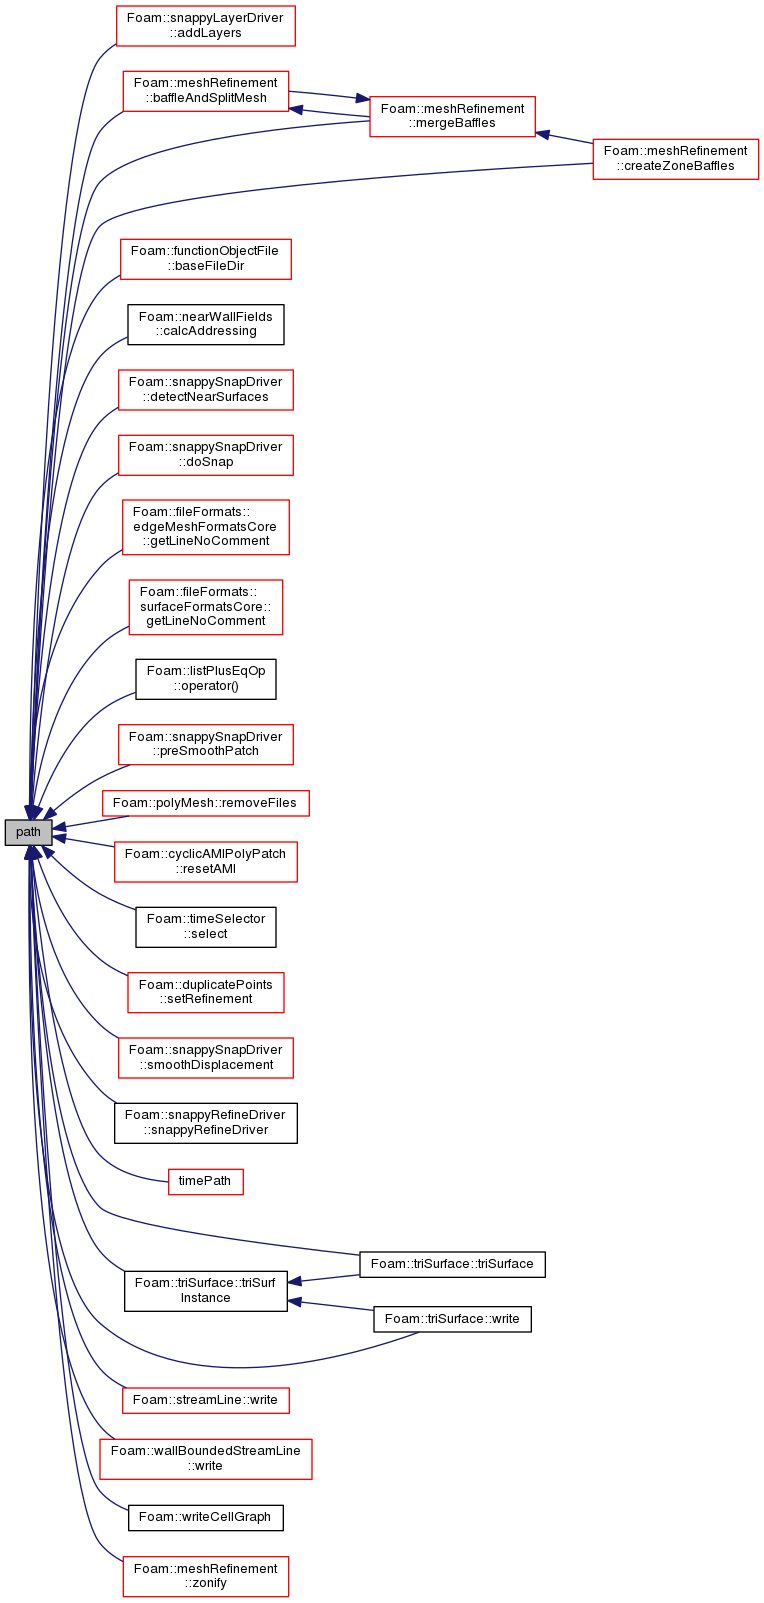 Foam::snappyLayerDriver
::addLayers
Foam::meshRefinement
::baffleAndSplitMesh
Foam::meshRefinement
::mergeBaffles
Foam::meshRefinement
::createZoneBaffles
Foam::functionObjectFile
::baseFileDir
Foam::nearWallFields
::calcAddressing
Foam::snappySnapDriver
::detectNearSurfaces
Foam::snappySnapDriver
::doSnap
Foam::fileFormats::
edgeMeshFormatsCore
::getLineNoComment
Foam::fileFormats::
surfaceFormatsCore::
getLineNoComment
Foam::listPlusEqOp
::operator()
Foam::snappySnapDriver
::preSmoothPatch
Foam::polyMesh::removeFiles
path
Foam::cyclicAMIPolyPatch
::resetAMI
Foam::timeSelector
::select
Foam::duplicatePoints
::setRefinement
Foam::snappySnapDriver
::smoothDisplacement
Foam::snappyRefineDriver
::snappyRefineDriver
timePath
Foam::triSurface::triSurface
Foam::triSurface::triSurf
Instance
Foam::triSurface::write
Foam::streamLine::write
Foam::wallBoundedStreamLine
::write
Foam::writeCellGraph
Foam::meshRefinement
::zonify